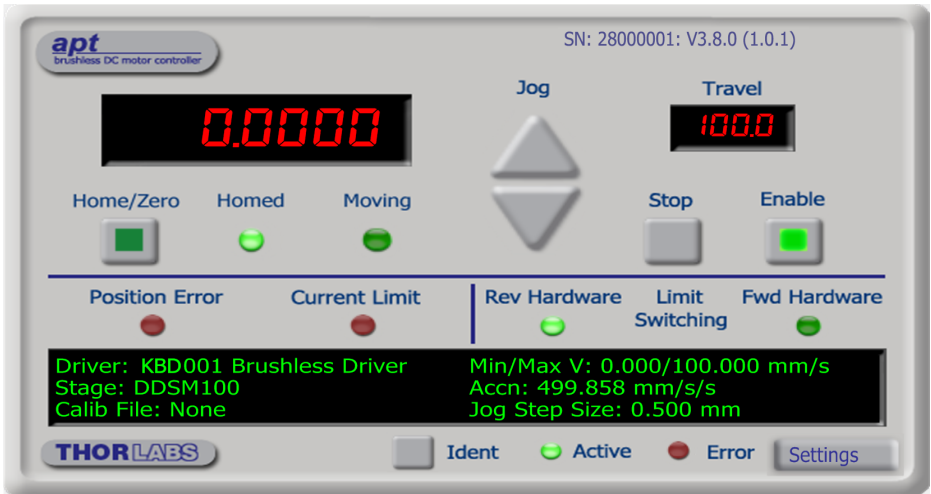 apt
brushless DC motor controller
SN: 28000001: V3.8.0 (1.0.1)
Jog
Travel
0.0000
100.0
Home/Zero
Homed
Moving
Stop
Enable
Position Error
Current Limit
Rev Hardware
Limit
Switching
Fwd Hardware
Driver: KBD001 Brushless Driver
Min/Max V: 0.000/100.000 mm/s
Stage: DDSM100
Accn: 499.858 mm/s/s
Calib File: None
Jog Step Size: 0.500 mm
THORLABS
Ident
Active
Error
Settings